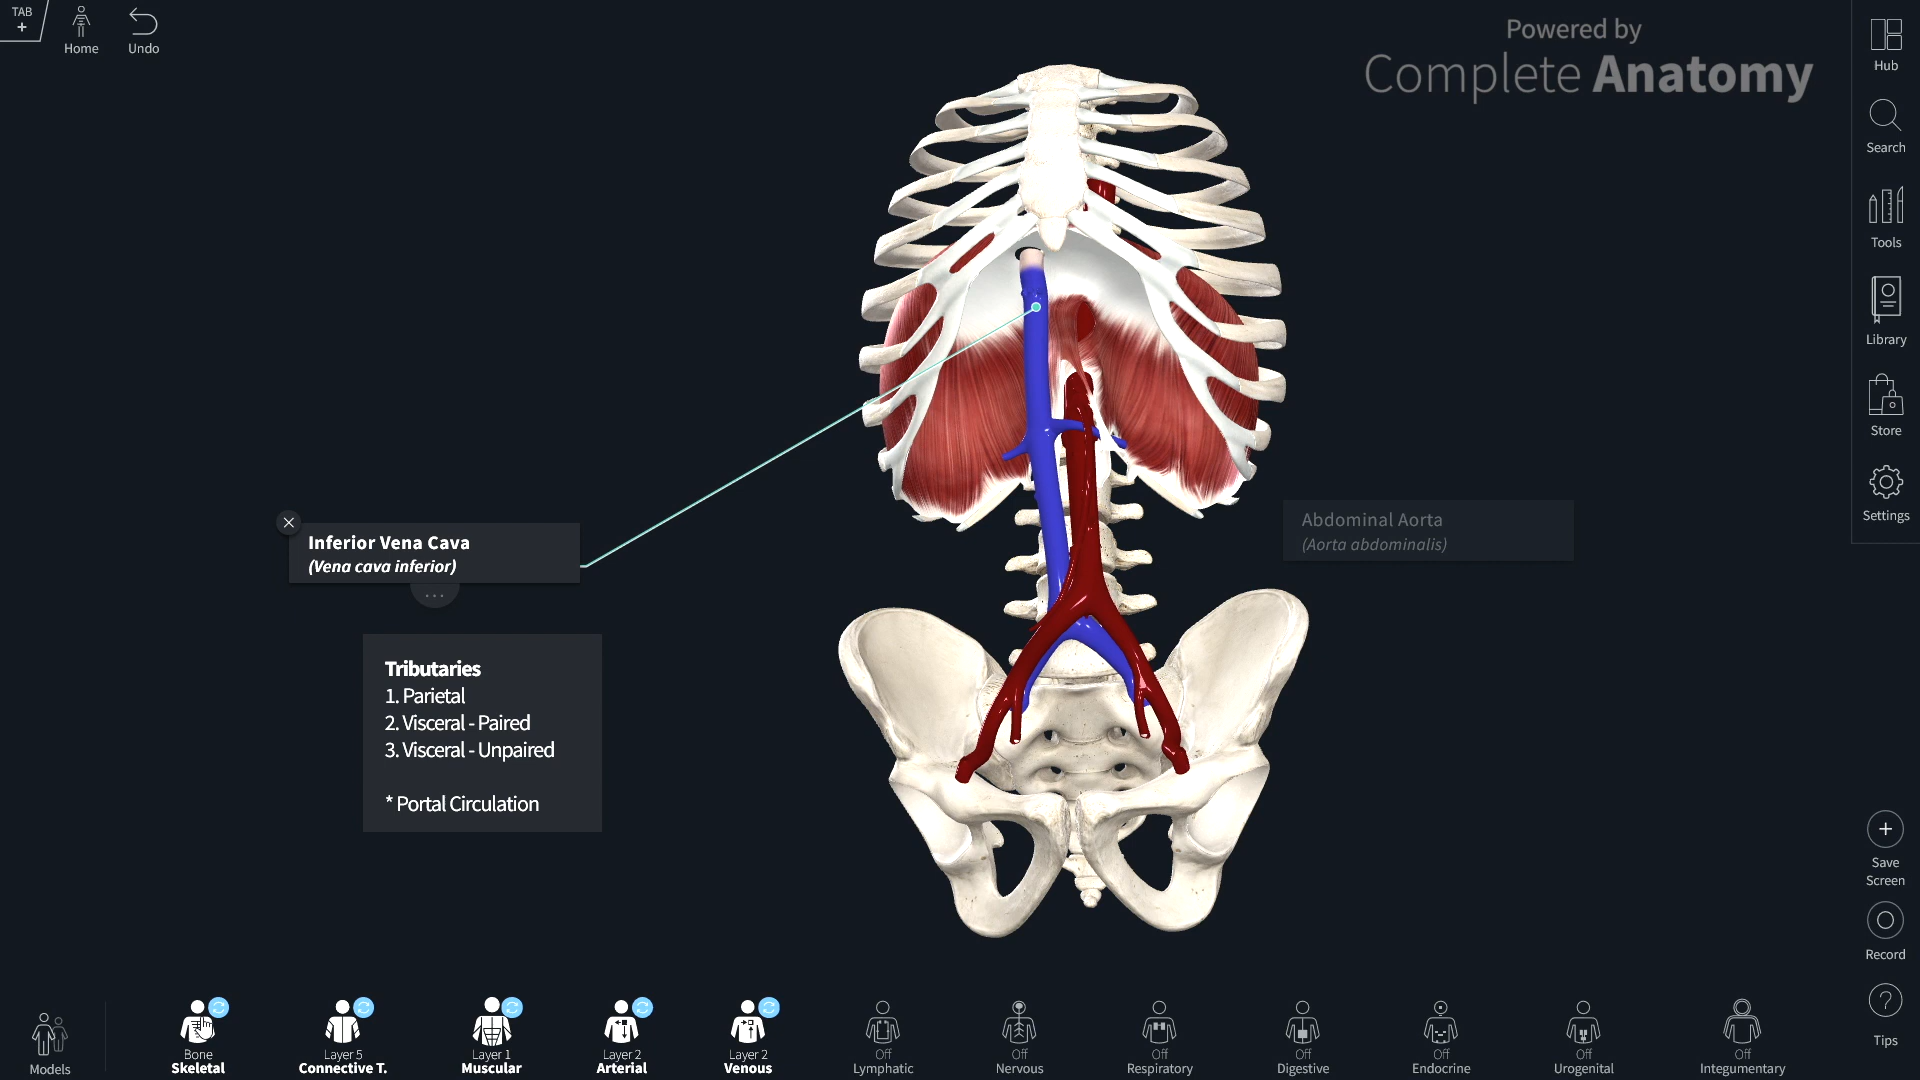 TAB
+
Home
Undo
Powered by
Complete Anatomy
Hub
Search
Tools
Library
Store
Settings
Inferior Vena Cava
(Vena cava inferior)
...
Abdominal Aorta
(Aorta abdominalis)
Tributaries
1. Parietal
2. Visceral - Paired
3. Visceral - Unpaired
* Portal Circulation
Save
Screen
Record
Tips
Models
Bone
Skeletal
Layer 5
Connective T.
Layer 1
Muscular
Layer 2
Arterial
Layer 2
Venous
Off
Lymphatic
Off
Nervous
Off
Respiratory
Off
Digestive
Off
Endocrine
Off
Urogenital
Off
Integumentary